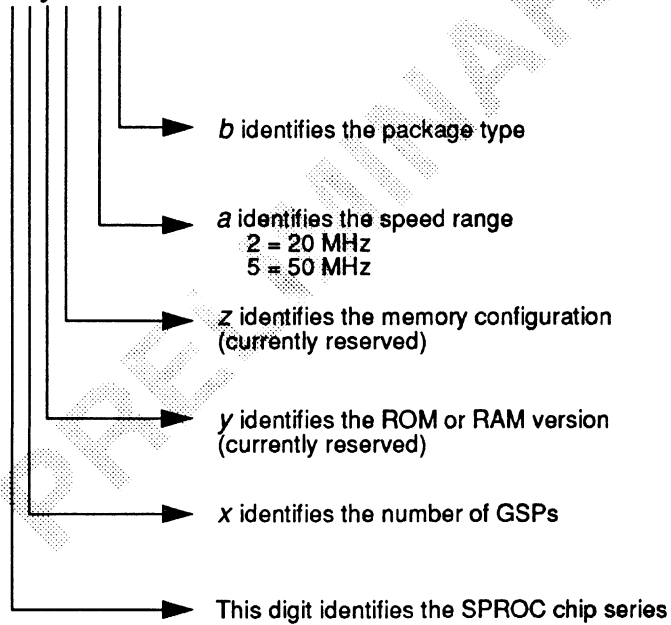 b identifies the package type
a identifies the speed range
2 = 20 MHz
5 = 50 MHz
z identifies the memory configuration
(currently reserved)
y identifies the ROM or RAM version
(currently reserved)
x identifies the number of GSPs
This digit identifies the SPROC chip series